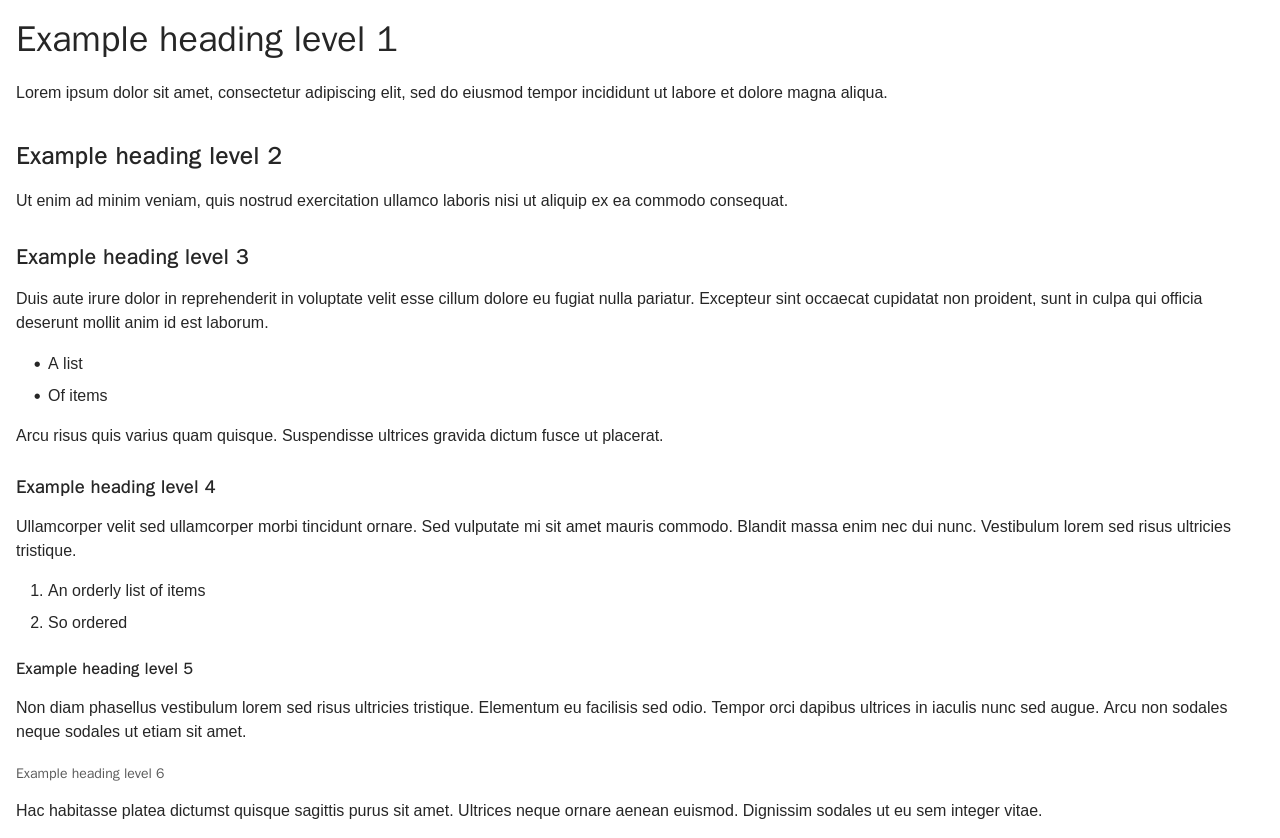 Example heading level 1
Lorem ipsum dolor sit amet, consectetur adipiscing elit, sed do eiusmod tempor incididunt ut labore et dolore magna aliqua.
Example heading level 2
Ut enim ad minim veniam, quis nostrud exercitation ullamco laboris nisi ut aliquip ex ea commodo consequat.
Example heading level 3
Duis aute irure dolor in reprehenderit in voluptate velit esse cillum dolore eu fugiat nulla pariatur. Excepteur sint occaecat cupidatat non proident, sunt in culpa qui officia
deserunt mollit anim id est laborum.
• A list
• Of items
Arcu risus quis varius quam quisque. Suspendisse ultrices gravida dictum fusce ut placerat.
Example heading level 4
Ullamcorper velit sed ullamcorper morbi tincidunt ornare. Sed vulputate mi sit amet mauris commodo. Blandit massa enim nec dui nunc. Vestibulum lorem sed risus ultricies
tristique.
1. An orderly list of items
2. So ordered
Example heading level 5
Non diam phasellus vestibulum lorem sed risus ultricies tristique. Elementum eu facilisis sed odio. Tempor orci dapibus ultrices in iaculis nunc sed augue. Arcu non sodales
neque sodales ut etiam sit amet.
Example heading level 6
Hac habitasse platea dictumst quisque sagittis purus sit amet. Ultrices neque ornare aenean euismod. Dignissim sodales ut eu sem integer vitae.